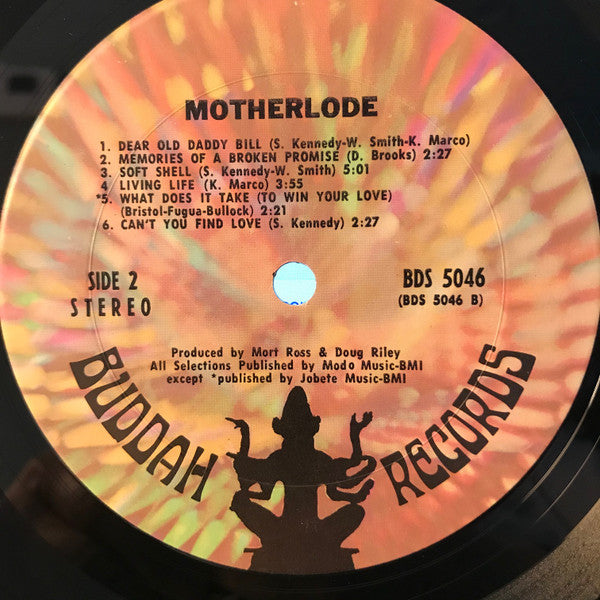 MOTHERLODE
1. DEAR OLD DADDY BILL (S. Kennedy-W. Smith-K. Marco)
2. MEMORIES OF A BROKEN PROMISE (D. Brooks) 2:27
3. SOFT SHELL (S. Kennedy-W. Smith) 5:01
4 LIVING LIFE (K. Marco) 3:55
*5. WHAT DOES IT TAKE (TO WIN YOUR LOVE)
(Bristol-Fugua-Bullock) 2:21
6. CAN'T YOU FIND LOVE (S. Kennedy) 2:27
SIDE 2
STEREO
BDS 5046
(BDS 5046 B)
Produced by Mort Ross & Doug Riley
All Selections Published by Modo Music-BMI
except *published by Jobete Music-BMI
BUDDAH RECORDS